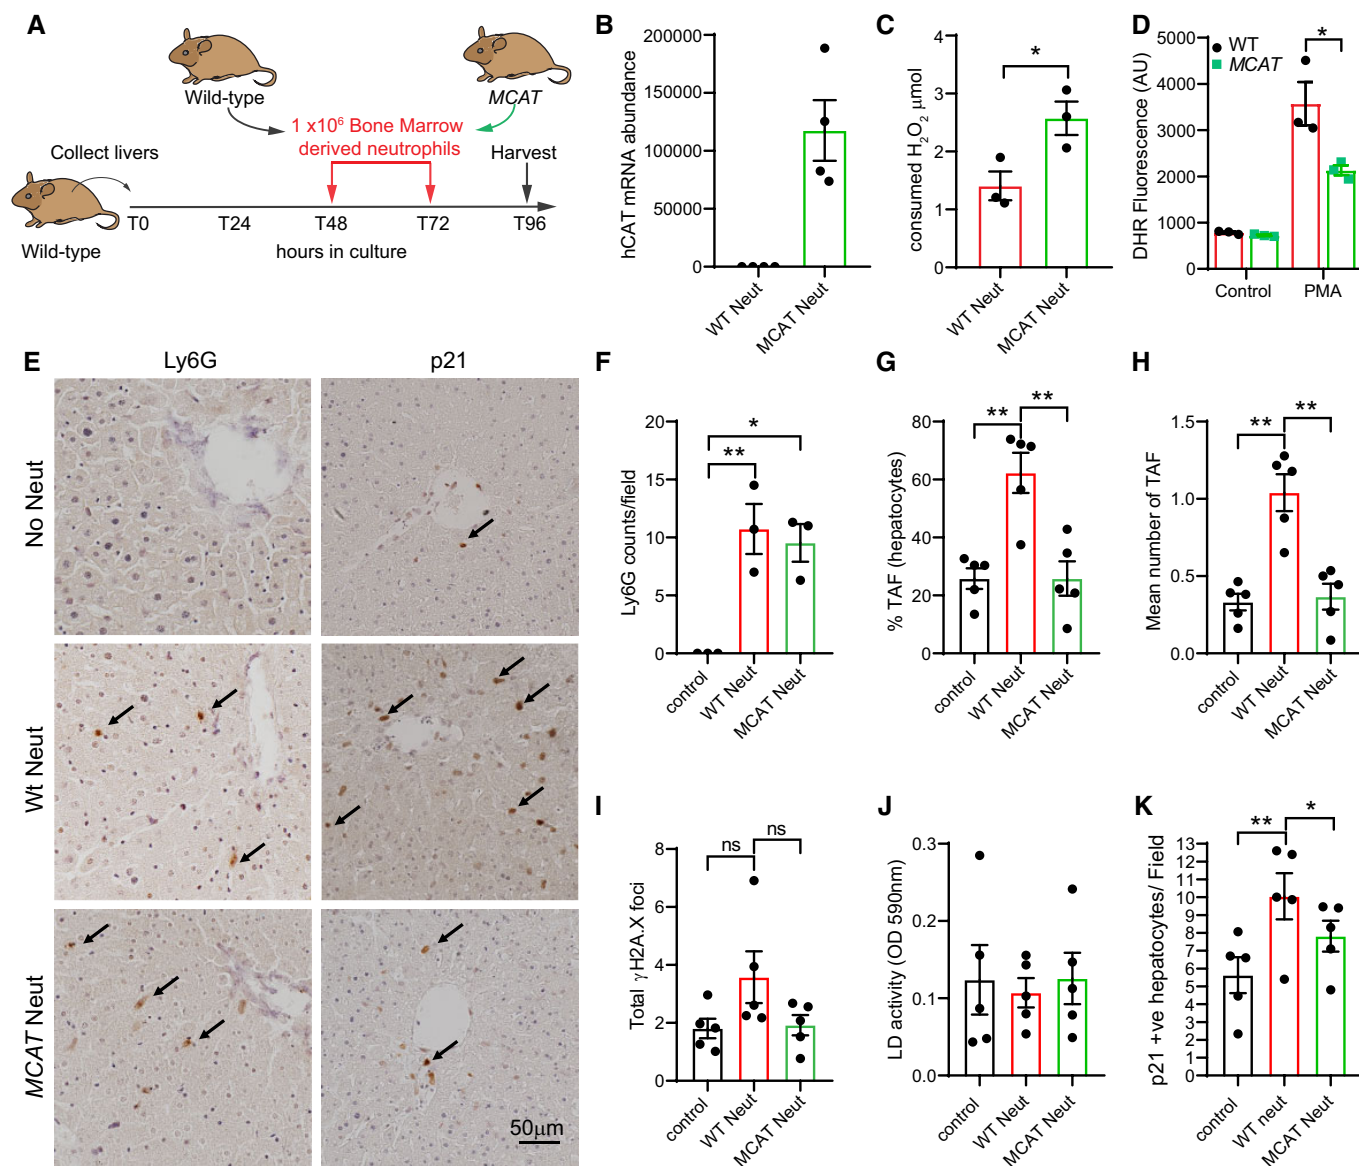 A
Wild-type
MCAT
1 x10⁶ Bone Marrow
derived neutrophils
Collect livers
Harvest
Wild-type
T0
T24
T48
T72
T96
hours in culture
B
hCAT mRNA abundance
200000
150000
100000
50000
0
WT Neut
MCAT Neut
C
consumed H₂O₂ μmol
4
3
2
1
0
*
WT Neut
MCAT Neut
D
DHR Fluorescence (AU)
5000
4000
3000
2000
1000
0
WT
MCAT
*
Control
PMA
E
Ly6G
p21
No Neut
Wt Neut
MCAT Neut
50μm
F
Ly6G counts/field
20
15
10
5
0
*
**
control
WT Neut
MCAT Neut
G
% TAF (hepatocytes)
80
60
40
20
0
**
**
control
WT Neut
MCAT Neut
H
Mean number of TAF
1.5
1.0
0.5
0.0
**
**
control
WT Neut
MCAT Neut
I
Total γH2A.X foci
8
6
4
2
0
ns
ns
control
WT Neut
MCAT Neut
J
LD activity (OD 590nm)
0.3
0.2
0.1
0.0
control
WT Neut
MCAT Neut
K
p21 +ve hepatocytes/ Field
13
12
11
10
9
8
7
6
5
4
3
2
1
0
**
*
control
WT neut
MCAT Neut